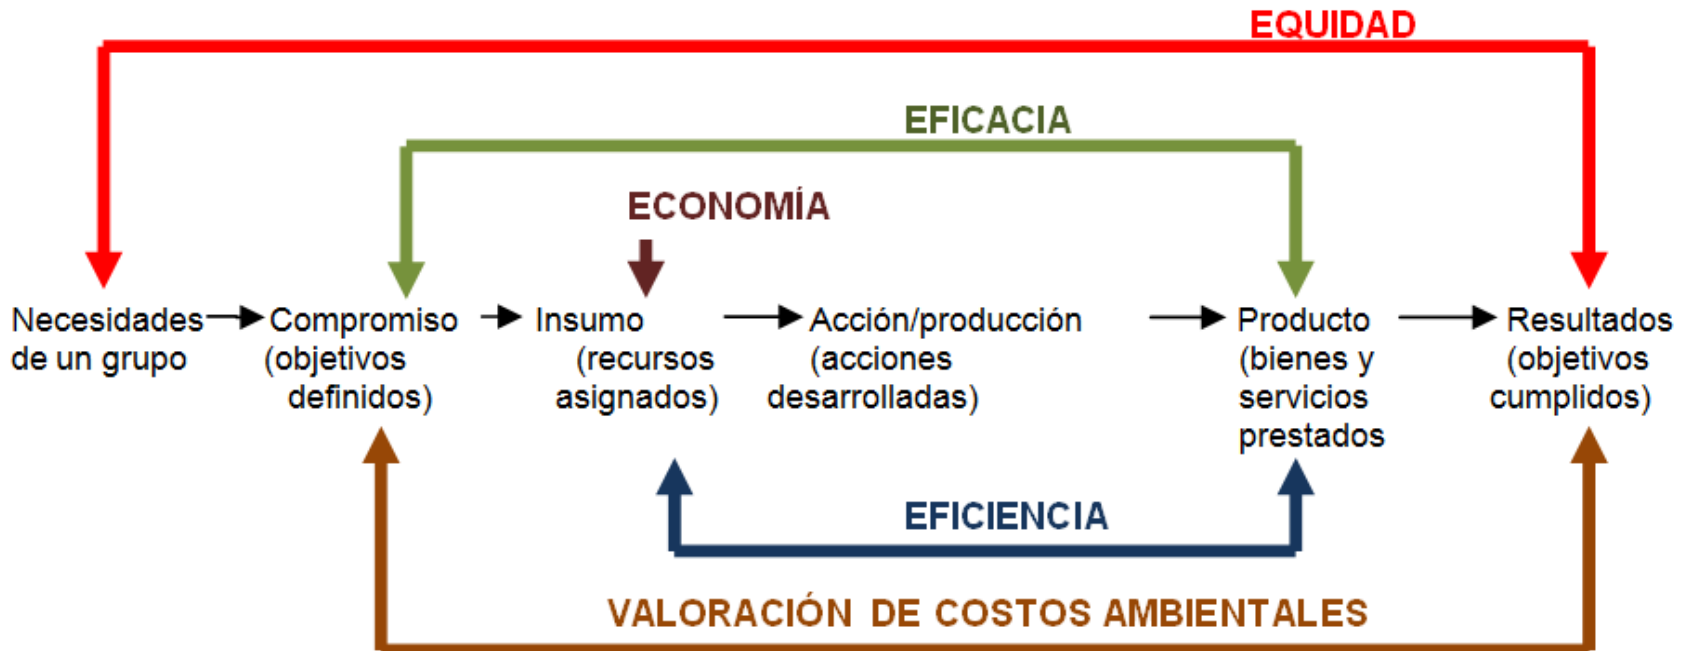 EQUIDAD
EFICACIA
ECONOMÍA
Necesidades
de un grupo
Compromiso
(objetivos
definidos)
Insumo
(recursos
asignados)
Acción/producción
(acciones
desarrolladas)
Producto
(bienes y
servicios
prestados
Resultados
(objetivos
cumplidos)
EFICIENCIA
VALORACIÓN DE COSTOS AMBIENTALES